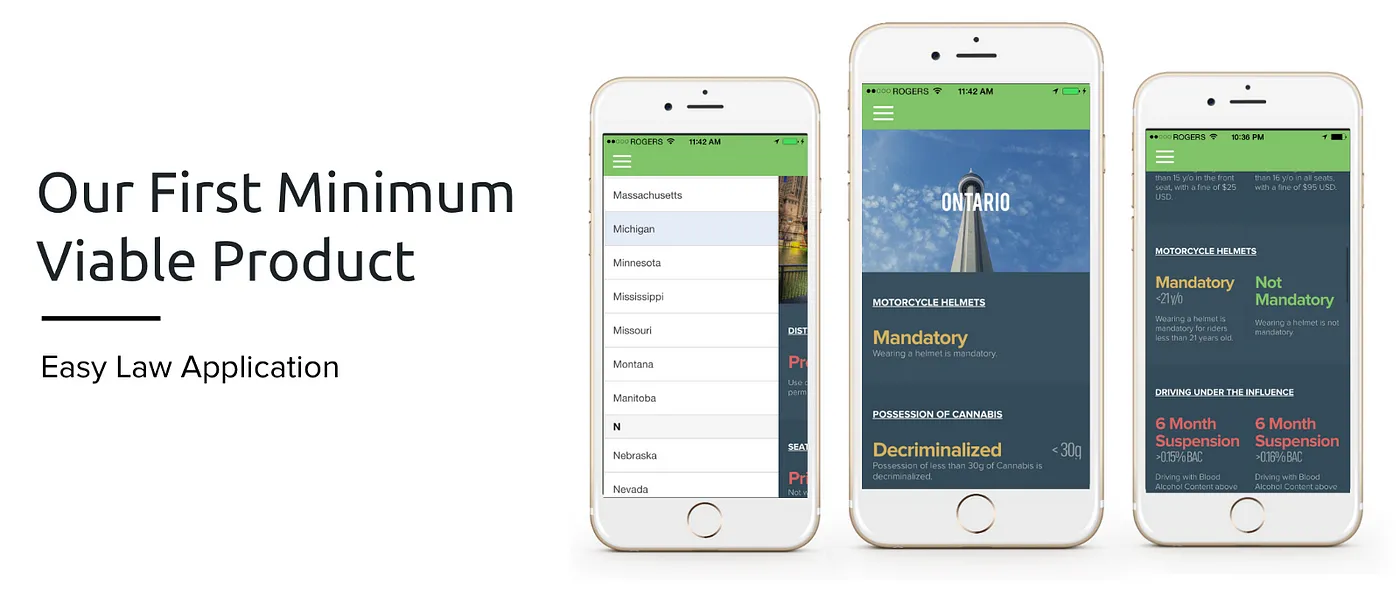 Our First Minimum
Viable Product
Easy Law Application
ROGERS 11:42 AM
Massachusetts
Michigan
Minnesota
Mississippi
Missouri
Montana
Manitoba
N
Nebraska
Nevada
DIST
Pr
Use
perm
SEAT
Pri
Not w
ROGERS 11:42 AM
ONTARIO
MOTORCYCLE HELMETS
Mandatory
Wearing a helmet is mandatory.
POSSESSION OF CANNABIS
Decriminalized < 30g
Possession of less than 30g of Cannabis is
decriminalized.
ROGERS 10:36 PM
than 15 y/o in the front
seat, with a fine of $25
USD.
than 16 y/o in all seats,
with a fine of $95 USD.
MOTORCYCLE HELMETS
Mandatory
<21 y/o
Wearing a helmet is
mandatory for riders
less than 21 years old.
Not
Mandatory
Wearing a helmet is not
mandatory.
DRIVING UNDER THE INFLUENCE
6 Month
Suspension
>0.15% BAC
Driving with Blood
Alcohol Content above
6 Month
Suspension
>0.16% BAC
Driving with Blood
Alcohol Content above